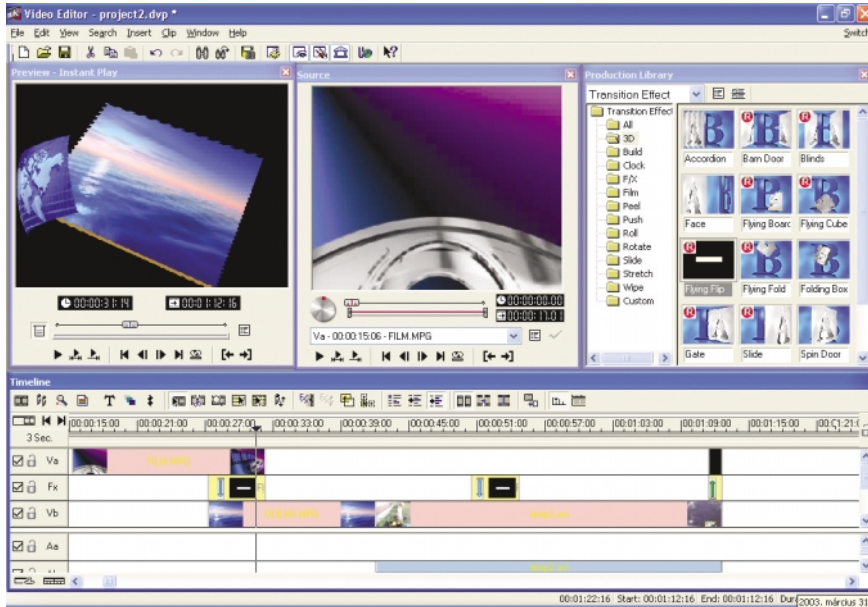 Video Editor - project2.dvp *
File Edit View Search Insert Clip Window Help
Switch
Preview - Instant Play
Source
Production Library
Transition Effect
Transition Effect
All
3D
Build
Clock
F/X
Film
Peel
Push
Roll
Rotate
Slide
Stretch
Wipe
Custom
Accordion Barn Door Blinds
Face Flying Board Flying Cube
Flying Flip Flying Fold Folding Box
Gate Slide Spin Door
00:00:31:14
00:01:12:16
00:00:00.00
00:00:17.01
Va - 00:00:15:06 - FILM.MPG
Timeline
3 Sec.
00:00:15:00 00:00:21:00 00:00:27:00 00:00:33:00 00:00:39:00 00:00:45:00 00:00:51:00 00:00:57:00 00:01:03:00 00:01:09:00 00:01:15:00
Va
FILM.MPG
Fx
Vb
Aa
00:01:22:16 Start: 00:01:12:16 End: 00:01:12:16
2003. március 31